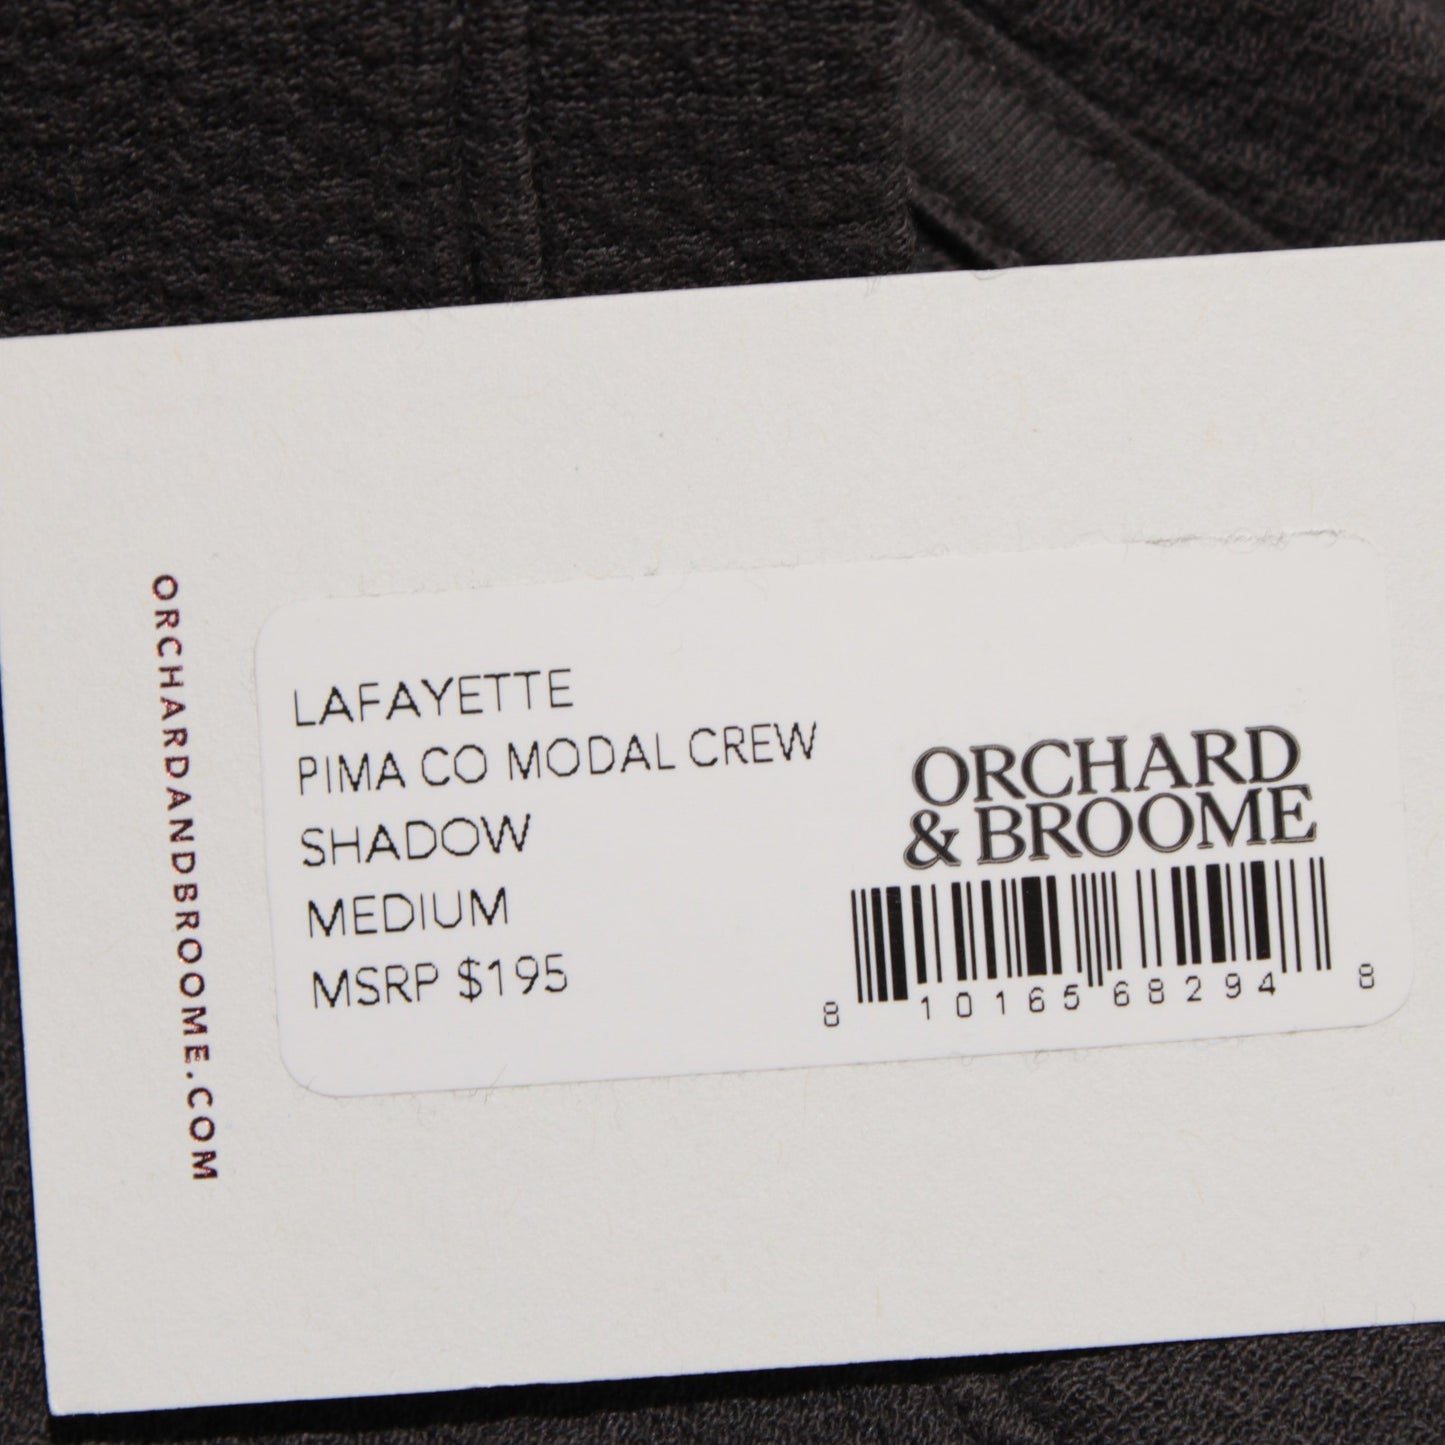 ORCHARDANDBROOME.COM
LAFAYETTE
PIMA CO MODAL CREW
SHADOW
MEDIUM
MSRP $195
ORCHARD
& BROOME
8 10165 68294 8